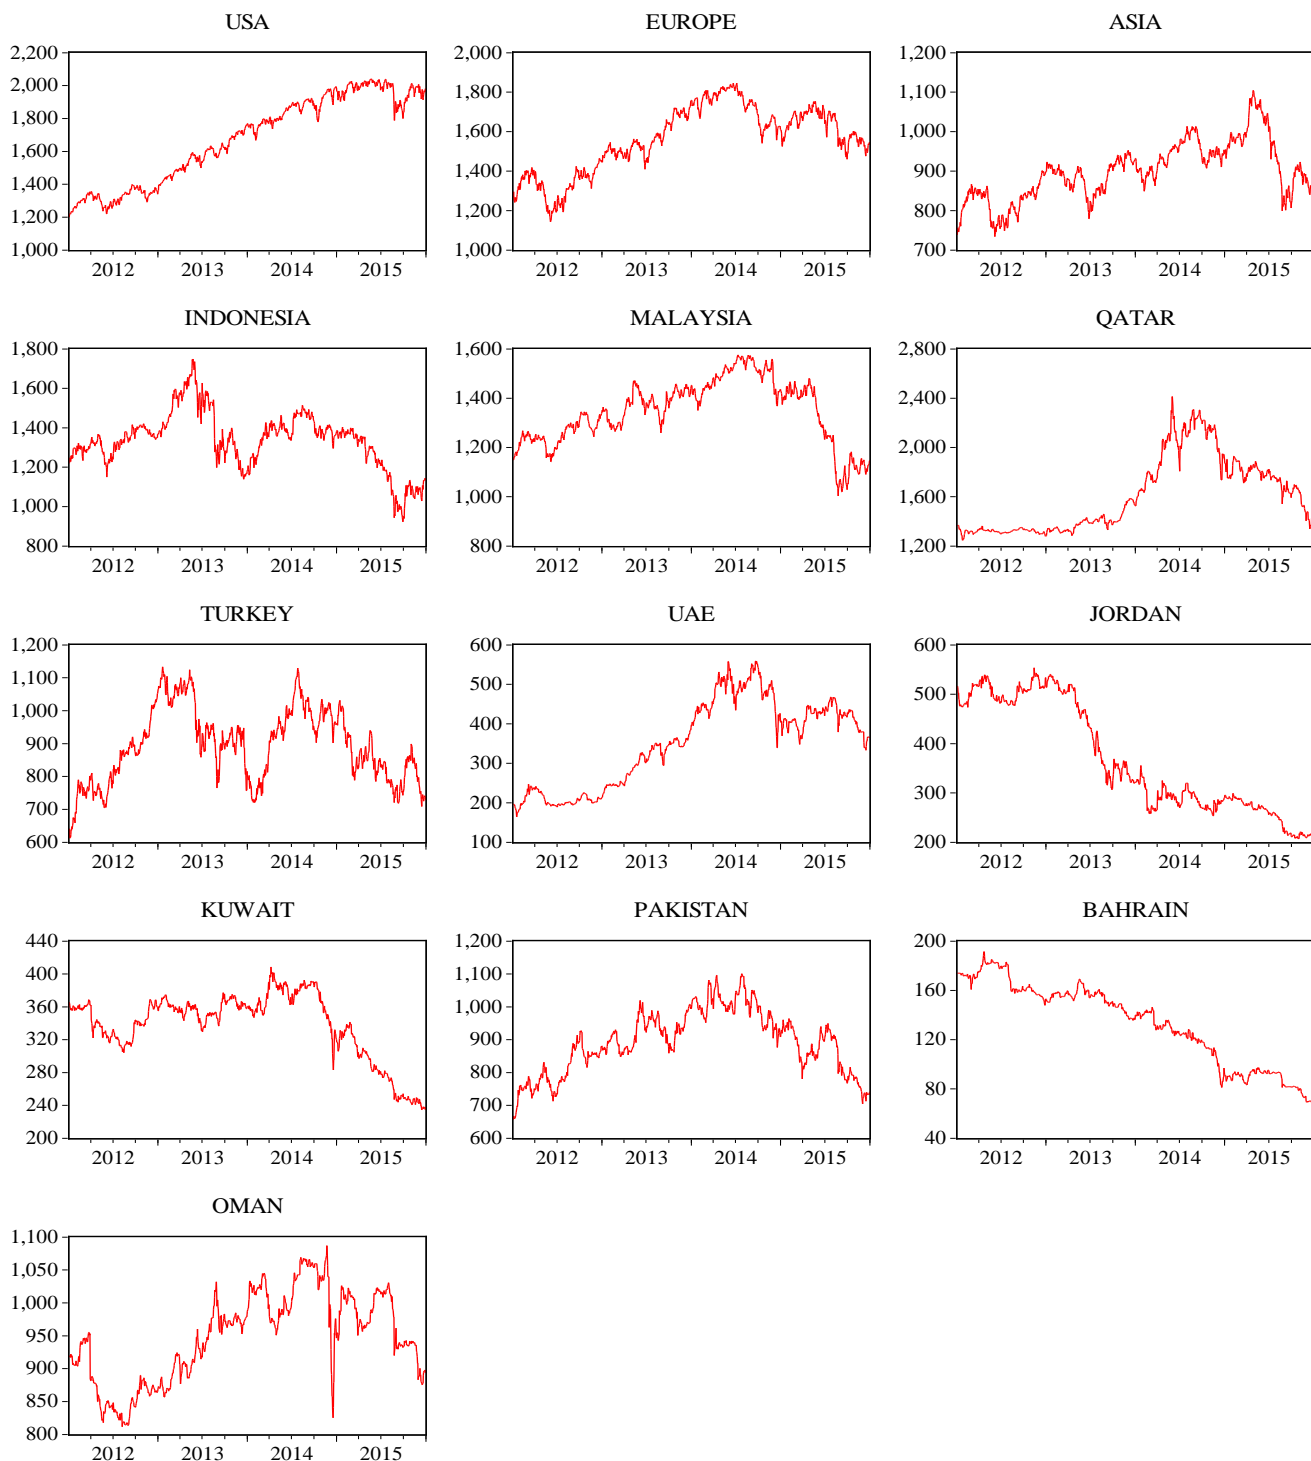 USA EUROPE ASIA
2,200 2,000 1,200
2,000 1,800 1,100
1,800 1,600 1,000
1,600 1,400 900
1,400 1,200 800
1,200 1,000 700
1,000
2012 2013 2014 2015 2012 2013 2014 2015 2012 2013 2014 2015
INDONESIA MALAYSIA QATAR
1,800 1,600 2,800
1,600 1,400 2,400
1,400 1,200 2,000
1,200 1,000 1,600
1,000 800 1,200
800
2012 2013 2014 2015 2012 2013 2014 2015 2012 2013 2014 2015
TURKEY UAE JORDAN
1,200 600 600
1,100 500 500
1,000 400 400
900 300 300
800 200 200
700 100
600
2012 2013 2014 2015 2012 2013 2014 2015 2012 2013 2014 2015
KUWAIT PAKISTAN BAHRAIN
440 1,200 200
400 1,100 160
360 1,000 120
320 900 80
280 800 40
240 700
200 600
2012 2013 2014 2015 2012 2013 2014 2015 2012 2013 2014 2015
OMAN
1,100
1,050
1,000
950
900
850
800
2012 2013 2014 2015